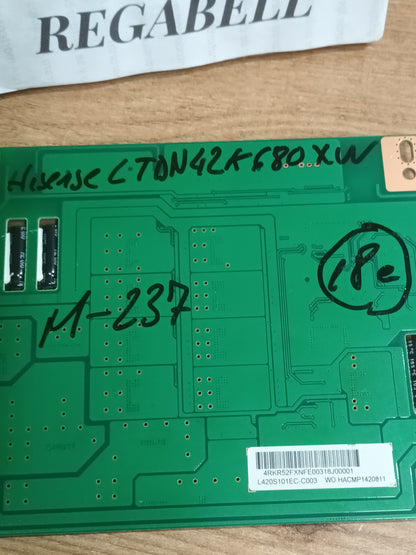 REGABELL
Hisense LTDN42K680XW
18e
M-237
4RKR52FXNFE00318J00001
L420S101EC-C003 WO HACMP1420811